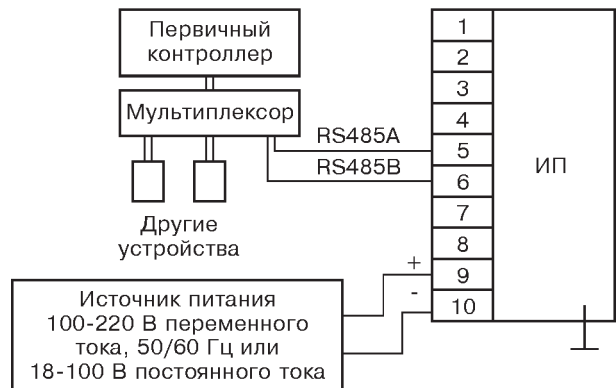 Первичный
контроллер
Мультиплексор
Другие
устройства
RS485A
RS485B
1
2
3
4
5
6
7
8
9
10
ИП
+
-
Источник питания
100-220 В переменного
тока, 50/60 Гц или
18-100 В постоянного тока